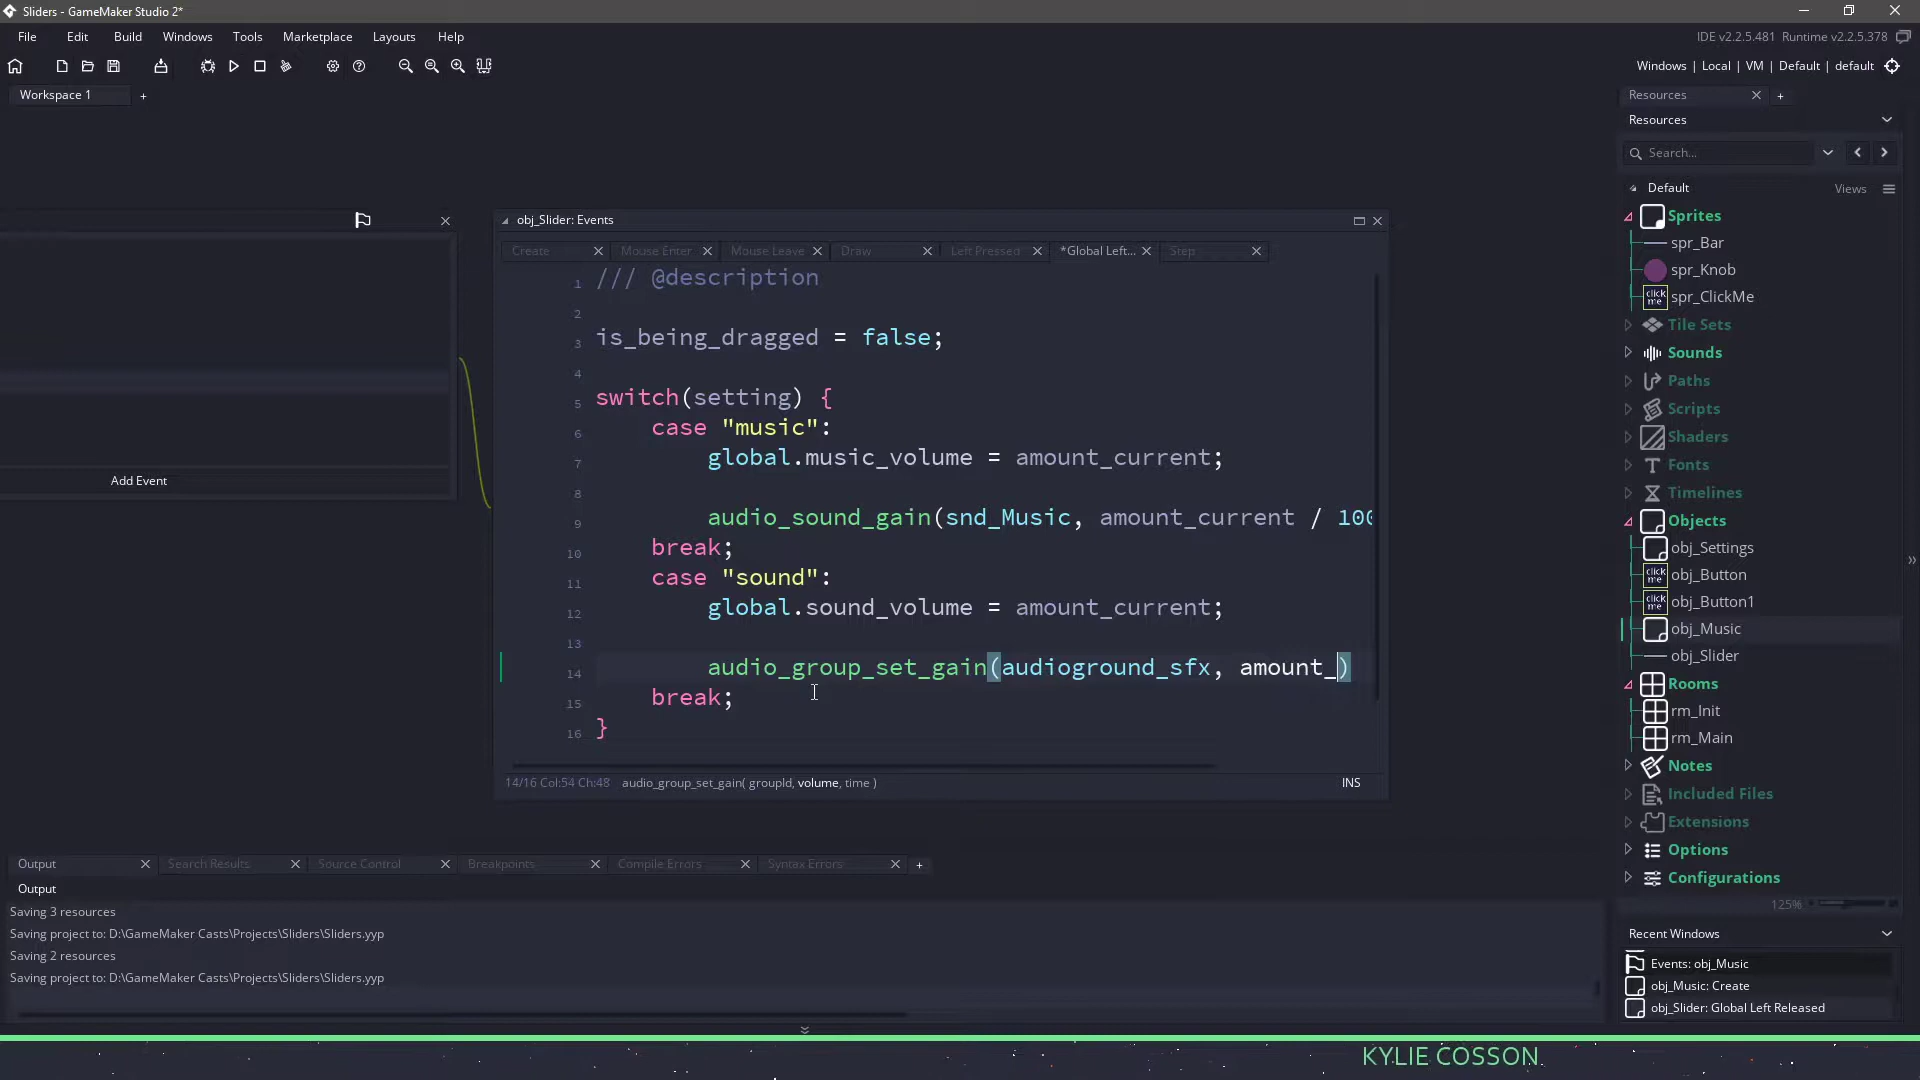 Sliders - GameMaker Studio 2*
File Edit Build Windows Tools Marketplace Layouts Help
IDE v2.2.5.481 Runtime v2.2.5.378
Windows | Local | VM | Default | default
Workspace 1 +
Resources
Resources
Search...
Default
Views
Sprites
spr_Bar
spr_Knob
click me spr_ClickMe
Tile Sets
Sounds
Paths
Scripts
Shaders
Fonts
Timelines
Objects
obj_Settings
click me obj_Button
click me obj_Button1
obj_Music
obj_Slider
Rooms
rm_Init
rm_Main
Notes
Included Files
Extensions
Options
Configurations
125%
Recent Windows
Events: obj_Music
obj_Music: Create
obj_Slider: Global Left Released
Add Event
obj_Slider: Events
Create Mouse Enter Mouse Leave Draw Left Pressed *Global Left... Step
1 /// @description
2
3 is_being_dragged = false;
4
5 switch(setting) {
6 case "music":
7 global.music_volume = amount_current;
8
9 audio_sound_gain(snd_Music, amount_current / 100
10 break;
11 case "sound":
12 global.sound_volume = amount_current;
13
14 audio_group_set_gain(audioground_sfx, amount_)
15 break;
16 }
14/16 Col:54 Ch:48 audio_group_set_gain( groupId, volume, time ) INS
Output Search Results Source Control Breakpoints Compile Errors Syntax Errors +
Output
Saving 3 resources
Saving project to: D:\GameMaker Casts\Projects\Sliders\Sliders.yyp
Saving 2 resources
Saving project to: D:\GameMaker Casts\Projects\Sliders\Sliders.yyp
KYLIE COSSON